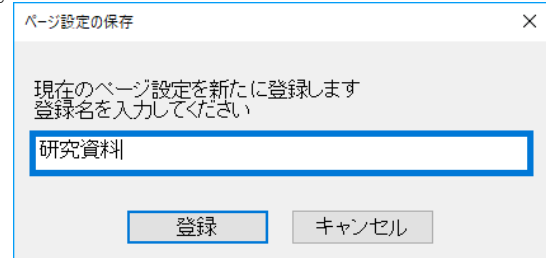 ページ設定の保存
現在のページ設定を新たに登録します
登録名を入力してください
研究資料
登録 キャンセル